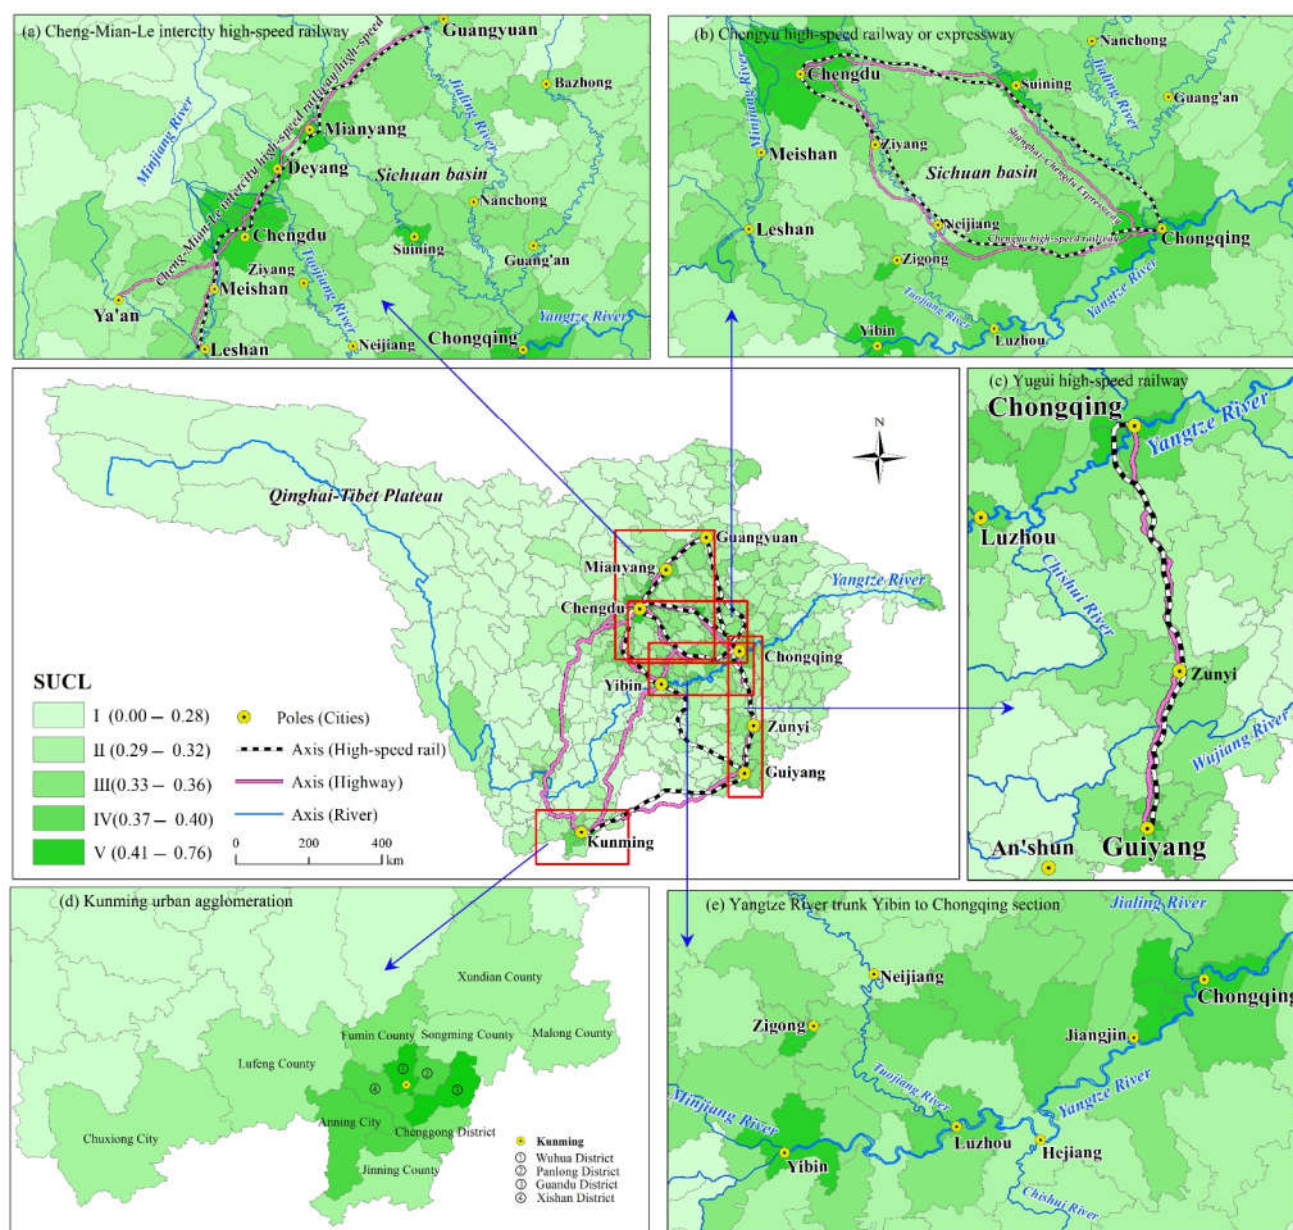 (a) Cheng-Mian-Le intercity high-speed railway
Guangyuan
Cheng-Mian-Le intercity high-speed railway/high-speed
Minjiang River
Jialing River
Bazhong
Mianyang
Deyang
Sichuan basin
Nanchong
Chengdu
Suining
Guang'an
Ziyang
Tuojiang River
Meishan
Ya'an
Chongqing
Yangtze River
Leshan
Neijiang
(b) Chengyu high-speed railway or expressway
Nanchong
Chengdu
Suining
Jialing River
Guang'an
Minjiang River
Ziyang
Meishan
Shanghai-Chengdu Expressed
Sichuan basin
Leshan
Neijiang
Chengyu high-speed railway
Chongqing
Zigong
Tuojiang River
Yangtze River
Yibin
Luzhou
(c) Yugui high-speed railway
Chongqing
Yangtze River
Luzhou
Chishui River
Zunyi
Wujiang River
An'shun
Guiyang
N
Qinghai-Tibet Plateau
Guangyuan
Mianyang
Yangtze River
Chengdu
Chongqing
Yibin
Zunyi
Guiyang
Kunming
SUCL
I (0.00 – 0.28)
II (0.29 – 0.32)
III(0.33 – 0.36)
IV(0.37 – 0.40)
V (0.41 – 0.76)
Poles (Cities)
Axis (High-speed rail)
Axis (Highway)
Axis (River)
0 200 400
km
(d) Kunming urban agglomeration
Xundian County
Fumin County
Songming County
Malong County
Lufeng County
①
②
③
④
Anning City
Chuxiong City
Chenggong District
Jinning County
Kunming
① Wuhua District
② Panlong District
③ Guandu District
④ Xishan District
(e) Yangtze River trunk Yibin to Chongqing section
Jialing River
Neijiang
Chongqing
Zigong
Jiangjin
Tuojiang River
Yangtze River
Minjiang River
Luzhou
Hejiang
Yibin
Chishui River